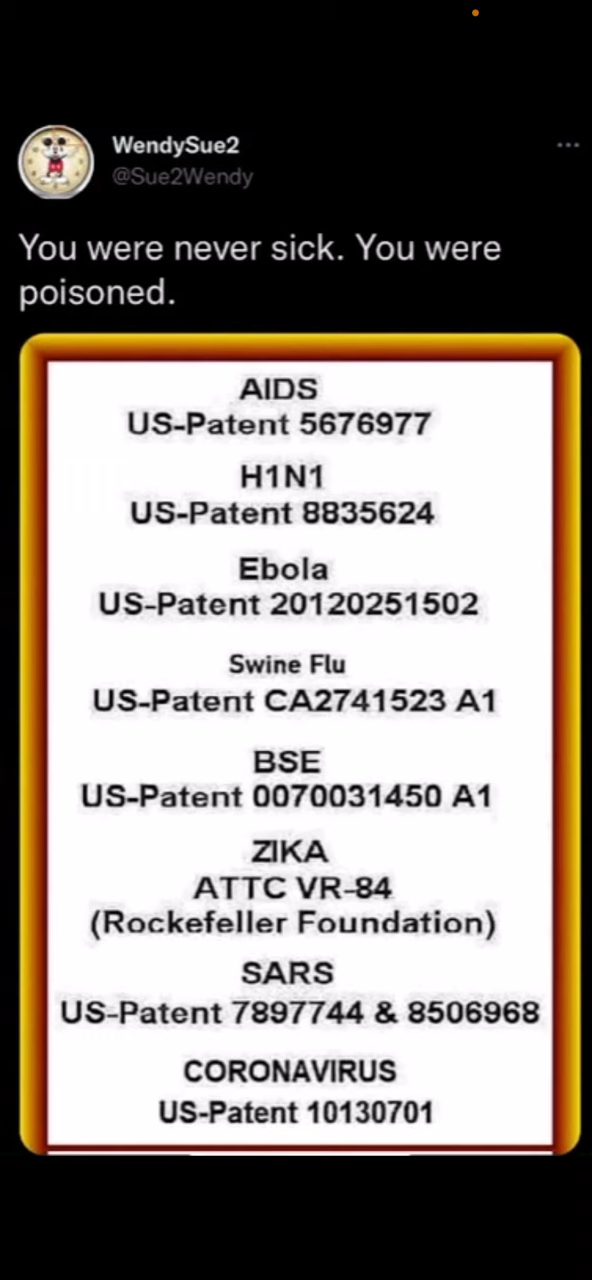 WendySue2
@Sue2Wendy
You were never sick. You were
poisoned.
AIDS
US-Patent 5676977
H1N1
US-Patent 8835624
Ebola
US-Patent 20120251502
Swine Flu
US-Patent CA2741523 A1
BSE
US-Patent 0070031450 A1
ZIKA
ATTC VR-84
(Rockefeller Foundation)
SARS
US-Patent 7897744 & 8506968
CORONAVIRUS
US-Patent 10130701